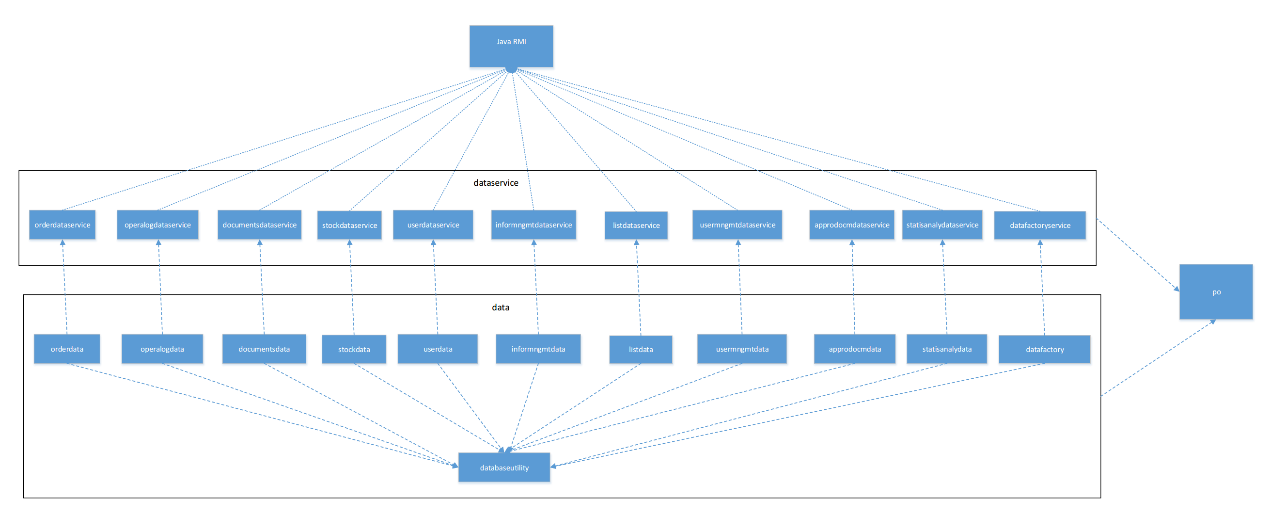 Java RMI
dataservice
orderdataservice
operalogdataservice
documentsdataservice
stockdataservice
userdataservice
informngmtdataservice
listdataservice
usermngmtdataservice
approdocmdataservice
statisanalydataservice
datafactoryservice
po
data
orderdata
operalogdata
documentsdata
stockdata
userdata
informngmtdata
listdata
usermngmtdata
approdocmdata
statisanalydata
datafactory
databaseutility